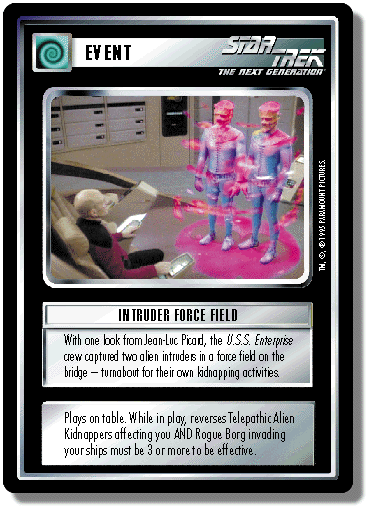 EVENT
STAR TREK
THE NEXT GENERATION®
TM, ©, ® 1995 PARAMOUNT PICTURES.
INTRUDER FORCE FIELD
With one look from Jean-Luc Picard, the U.S.S. Enterprise
crew captured two alien intruders in a force field on the
bridge – turnabout for their own kidnapping activities.
Plays on table. While in play, reverses Telepathic Alien
Kidnappers affecting you AND Rogue Borg invading
your ships must be 3 or more to be effective.